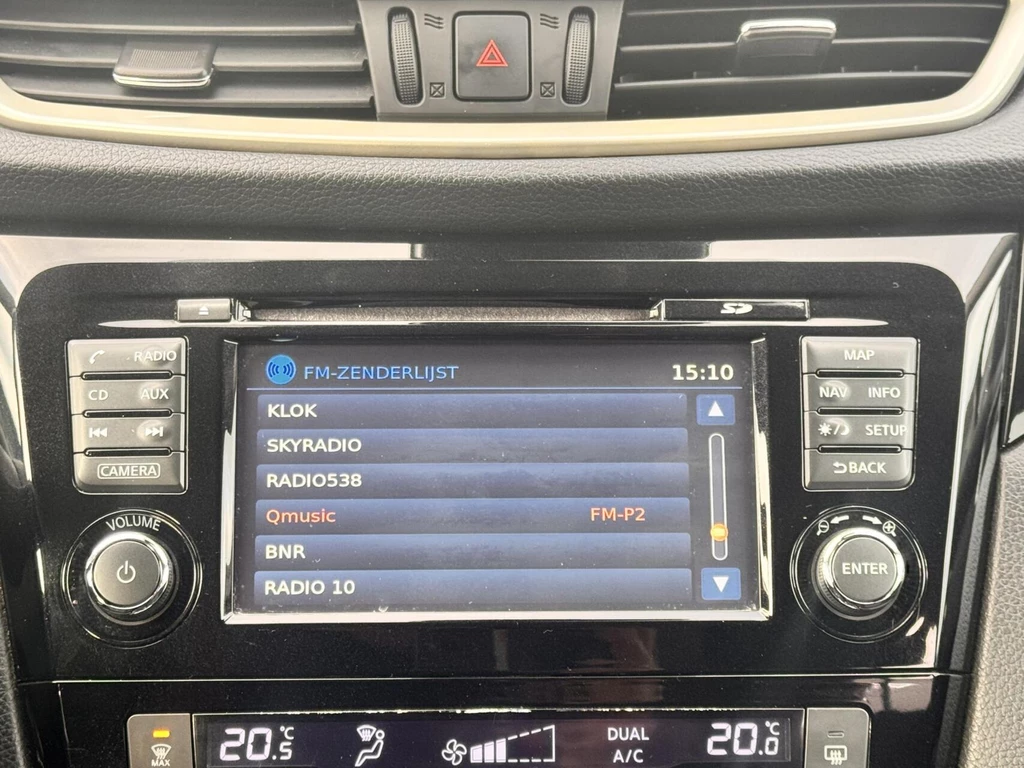 SD
RADIO
CD AUX
CAMERA
VOLUME
FM-ZENDERLIJST 15:10
KLOK
SKYRADIO
RADIO538
Qmusic FM-P2
BNR
RADIO 10
MAP
NAV INFO
SETUP
BACK
ENTER
MAX
20.5 °C
DUAL
A/C
20.0 °C